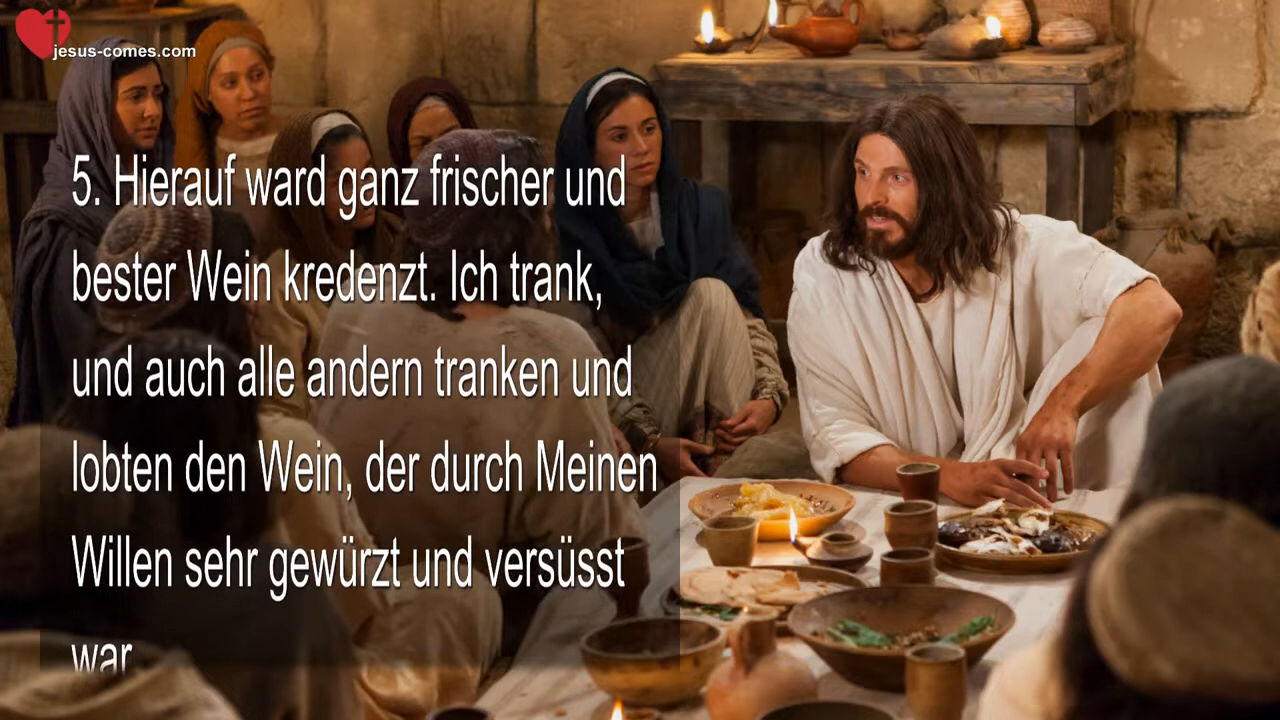 jesus-comes.com
5. Hierauf ward ganz frischer und
bester Wein kredenzt. Ich trank,
und auch alle andern tranken und
lobten den Wein, der durch Meinen
Willen sehr gewürzt und versüsst
war